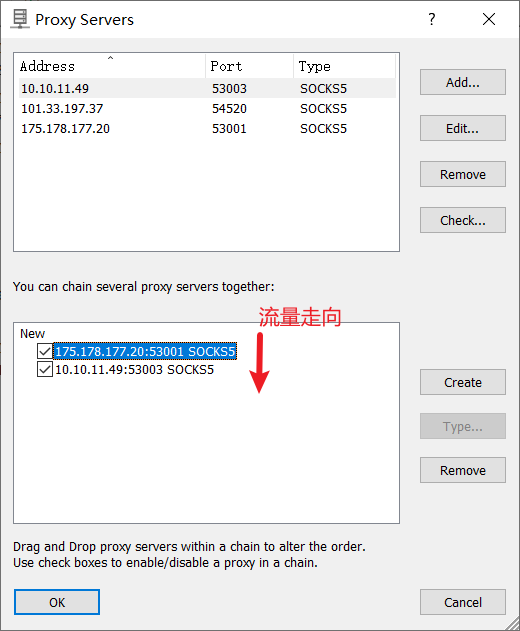 Proxy Servers
Address Port Type
10.10.11.49 53003 SOCKS5
101.33.197.37 54520 SOCKS5
175.178.177.20 53001 SOCKS5
Add...
Edit...
Remove
Check...
You can chain several proxy servers together:
流量走向
New
175.178.177.20:53001 SOCKS5
10.10.11.49:53003 SOCKS5
Create
Type...
Remove
Drag and Drop proxy servers within a chain to alter the order.
Use check boxes to enable/disable a proxy in a chain.
OK
Cancel